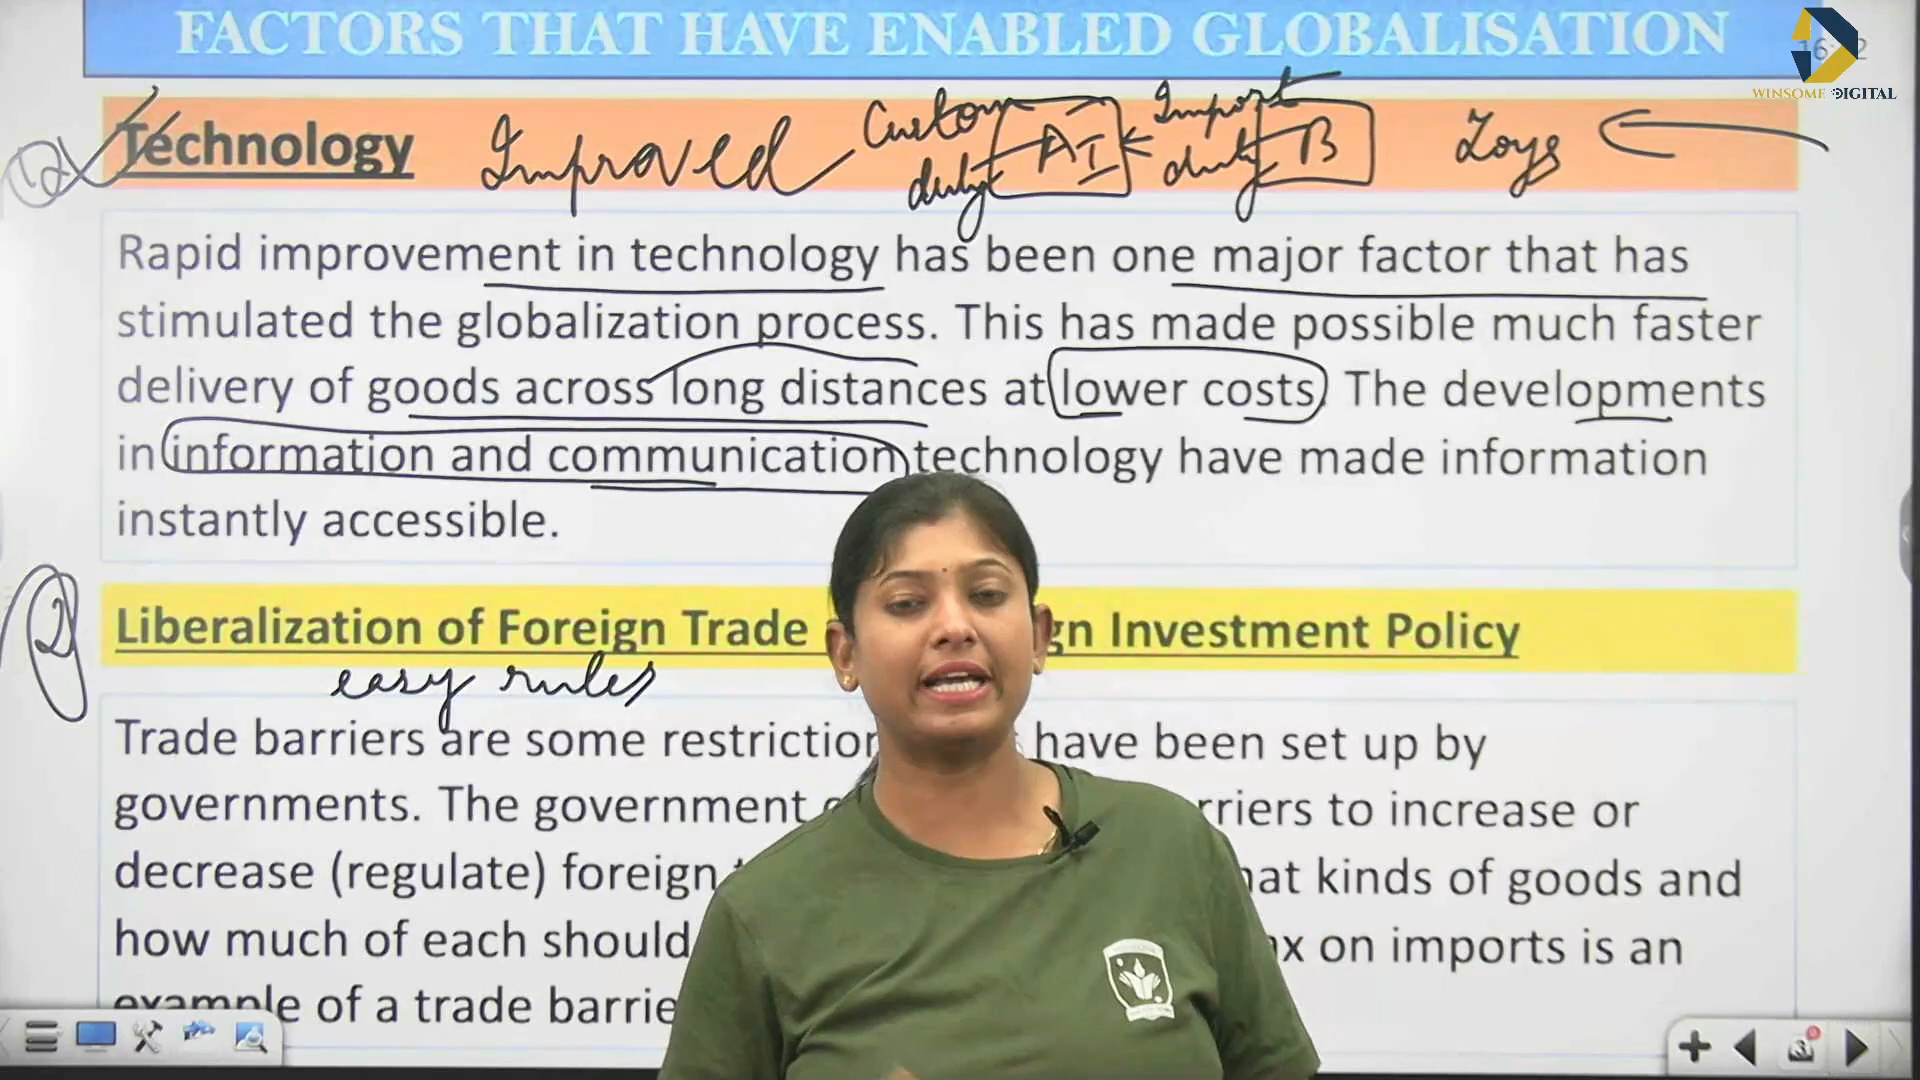 FACTORS THAT HAVE ENABLED GLOBALISATION
WINSOME DIGITAL
Technology Improved Custom duty AI Import duty B Toys
Rapid improvement in technology has been one major factor that has
stimulated the globalization process. This has made possible much faster
delivery of goods across long distances at lower costs. The developments
in information and communication technology have made information
instantly accessible.
2
Liberalization of Foreign Trade Investment Policy
easy rules
Trade barriers are some have been set up by
governments. The government to increase or
decrease (regulate) foreign kinds of goods and
how much of each should on imports is an
example of a trade
3